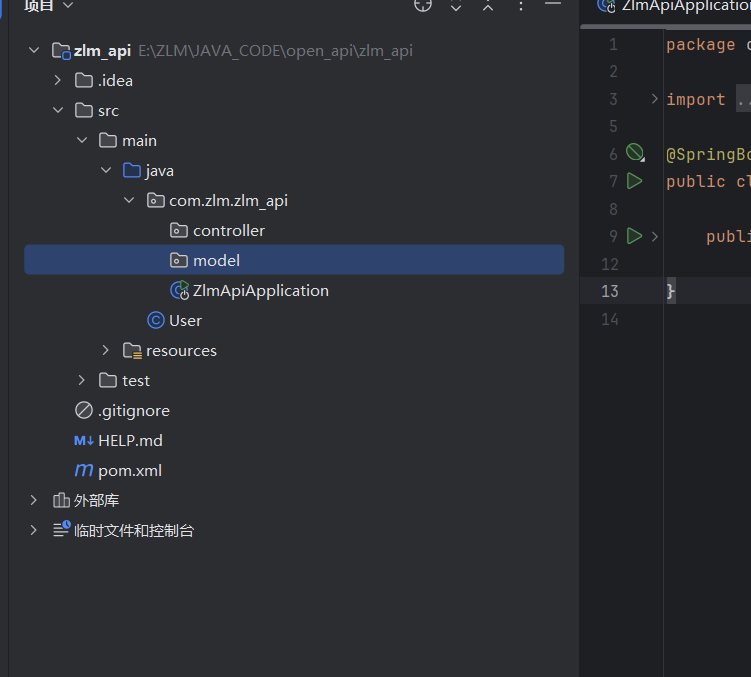 项目
zlm_api E:\ZLM\JAVA_CODE\open_api\zlm_api
.idea
src
main
java
com.zlm.zlm_api
controller
model
ZlmApiApplication
User
resources
test
.gitignore
M↓ HELP.md
m pom.xml
外部库
临时文件和控制台
ZlmApiApplication
1 package
2
3 import ..
5
6 @SpringBo
7 public cl
8
9 publi
12
13 }
14